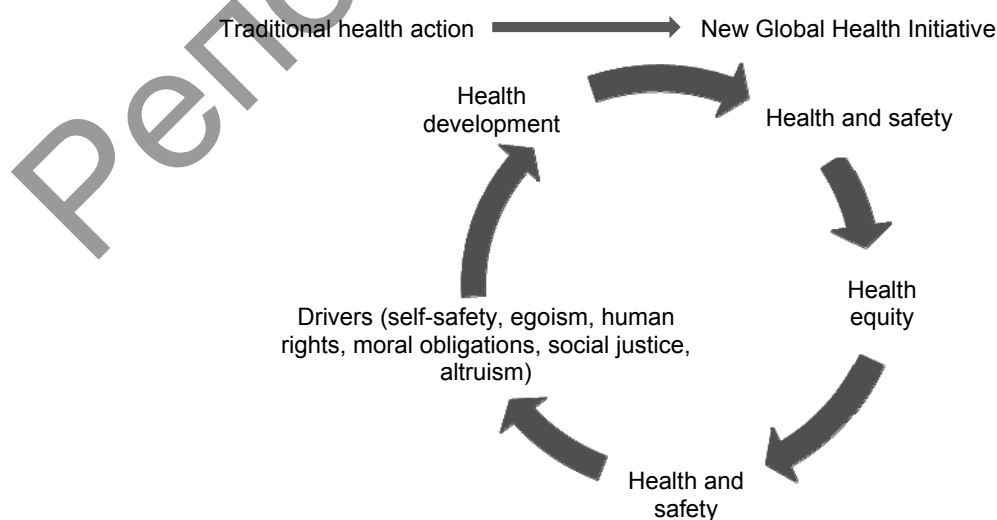 Traditional health action
New Global Health Initiative
Health
development
Health and safety
Health
equity
Health and
safety
Drivers (self-safety, egoism, human
rights, moral obligations, social justice,
altruism)
Репо